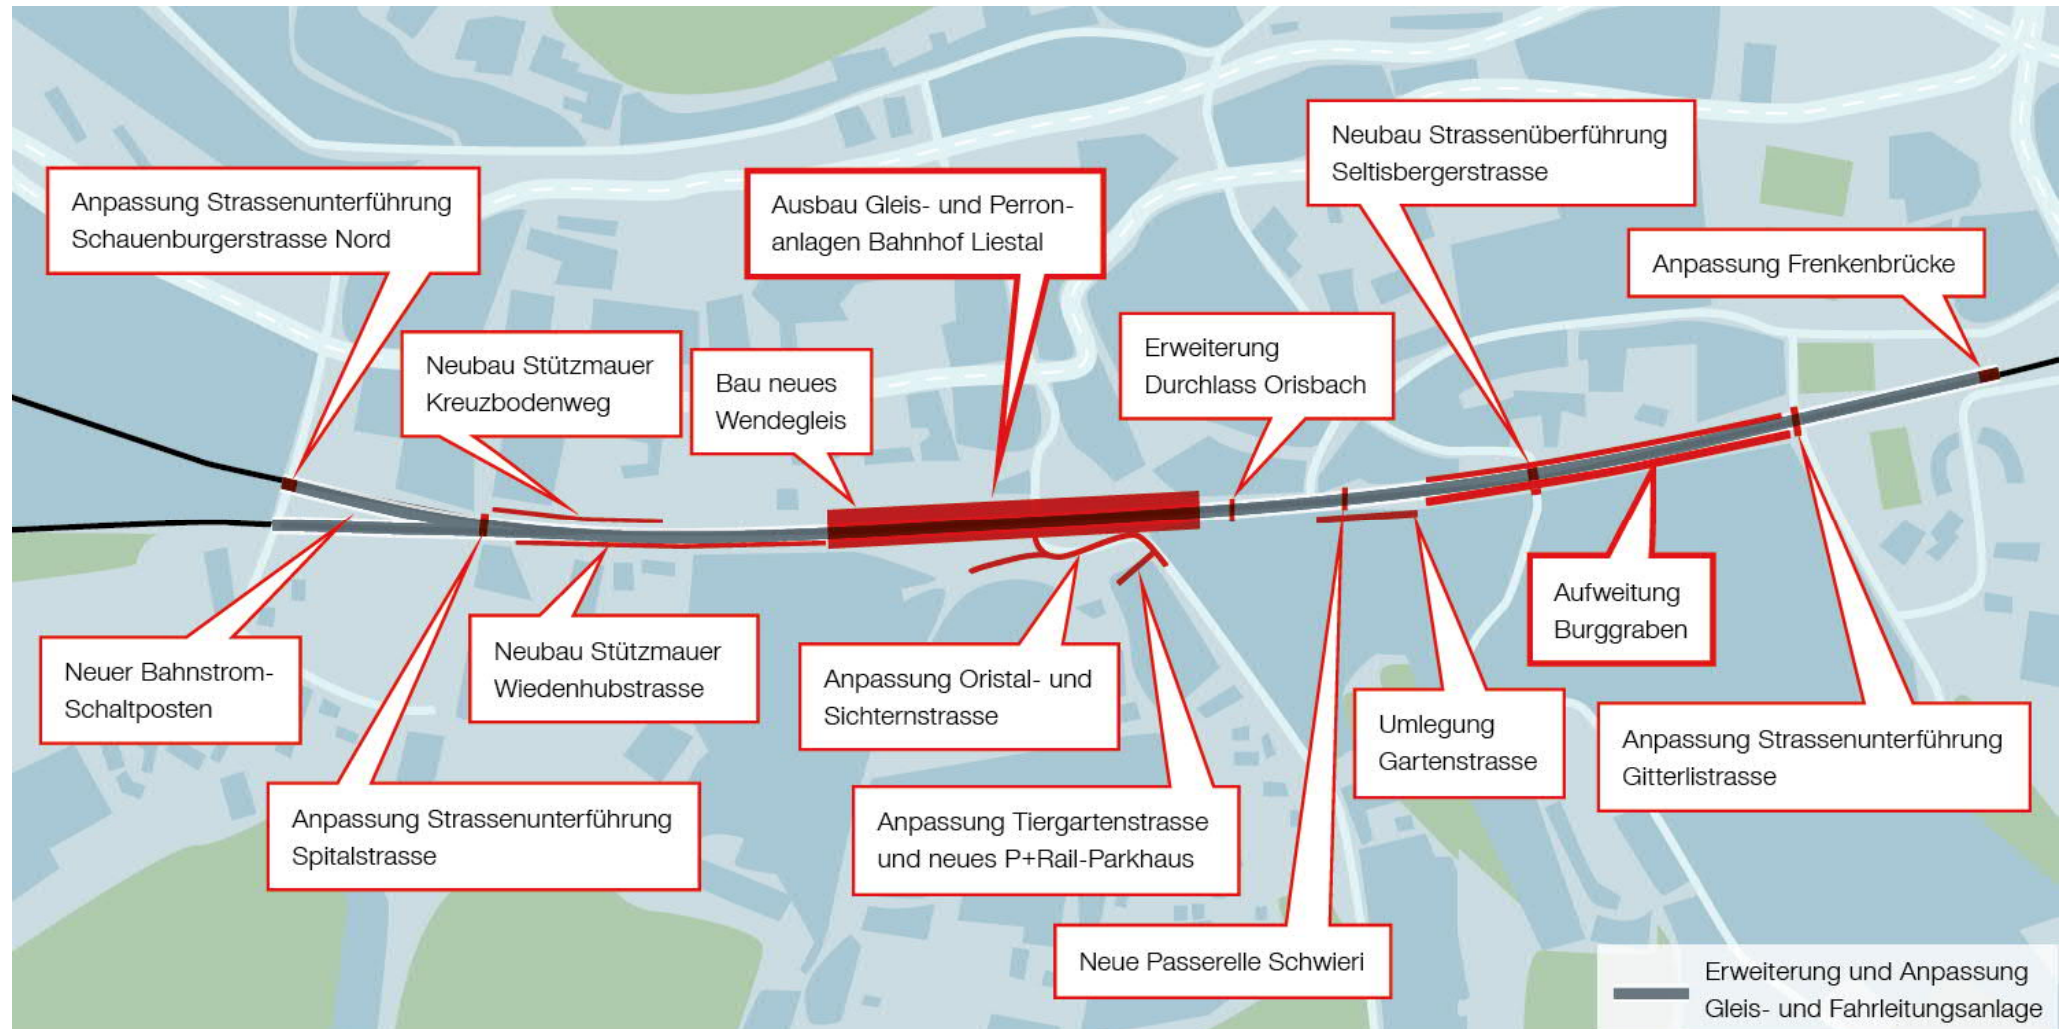 Neubau Strassenüberführung
Seltisbergerstrasse
Anpassung Strassenunterführung
Schauenburgerstrasse Nord
Ausbau Gleis- und Perron-
anlagen Bahnhof Liestal
Anpassung Frenkenbrücke
Neubau Stützmauer
Kreuzbodenweg
Bau neues
Wendegleis
Erweiterung
Durchlass Orisbach
Aufweitung
Burggraben
Neuer Bahnstrom-
Schaltposten
Neubau Stützmauer
Wiedenhubstrasse
Anpassung Oristal- und
Sichternstrasse
Umlegung
Gartenstrasse
Anpassung Strassenunterführung
Gitterlistrasse
Anpassung Strassenunterführung
Spitalstrasse
Anpassung Tiergartenstrasse
und neues P+Rail-Parkhaus
Neue Passerelle Schwieri
Erweiterung und Anpassung
Gleis- und Fahrleitungsanlage